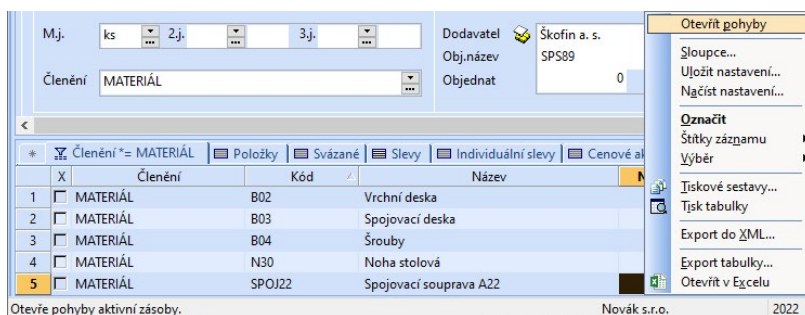 M.j. ks 2.j. 3.j. Dodavatel Škofin a. s.
Obj.název SPS89
Členění MATERIÁL Objednat 0
* Členění *= MATERIÁL Položky Svázané Slevy Individuální slevy Cenové
X Členění Kód Název
1 MATERIÁL B02 Vrchní deska
2 MATERIÁL B03 Spojovací deska
3 MATERIÁL B04 Šrouby
4 MATERIÁL N30 Noha stolová
5 MATERIÁL SPOJ22 Spojovací souprava A22
Otevře pohyby aktivní zásoby. Novák s.r.o. 2022
Otevřít pohyby
Sloupce...
Uložit nastavení...
Načíst nastavení...
Označit
Štítky záznamu
Výběr
Tiskové sestavy...
Tisk tabulky
Export do XML...
Export tabulky...
Otevřít v Excelu